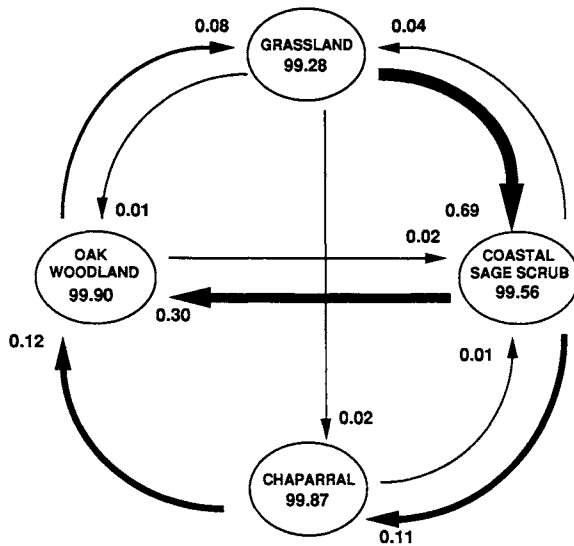 0.08
GRASSLAND
99.28
0.04
0.01
0.69
OAK
WOODLAND
99.90
0.02
COASTAL
SAGE SCRUB
99.56
0.30
0.12
0.01
0.02
CHAPARRAL
99.87
0.11